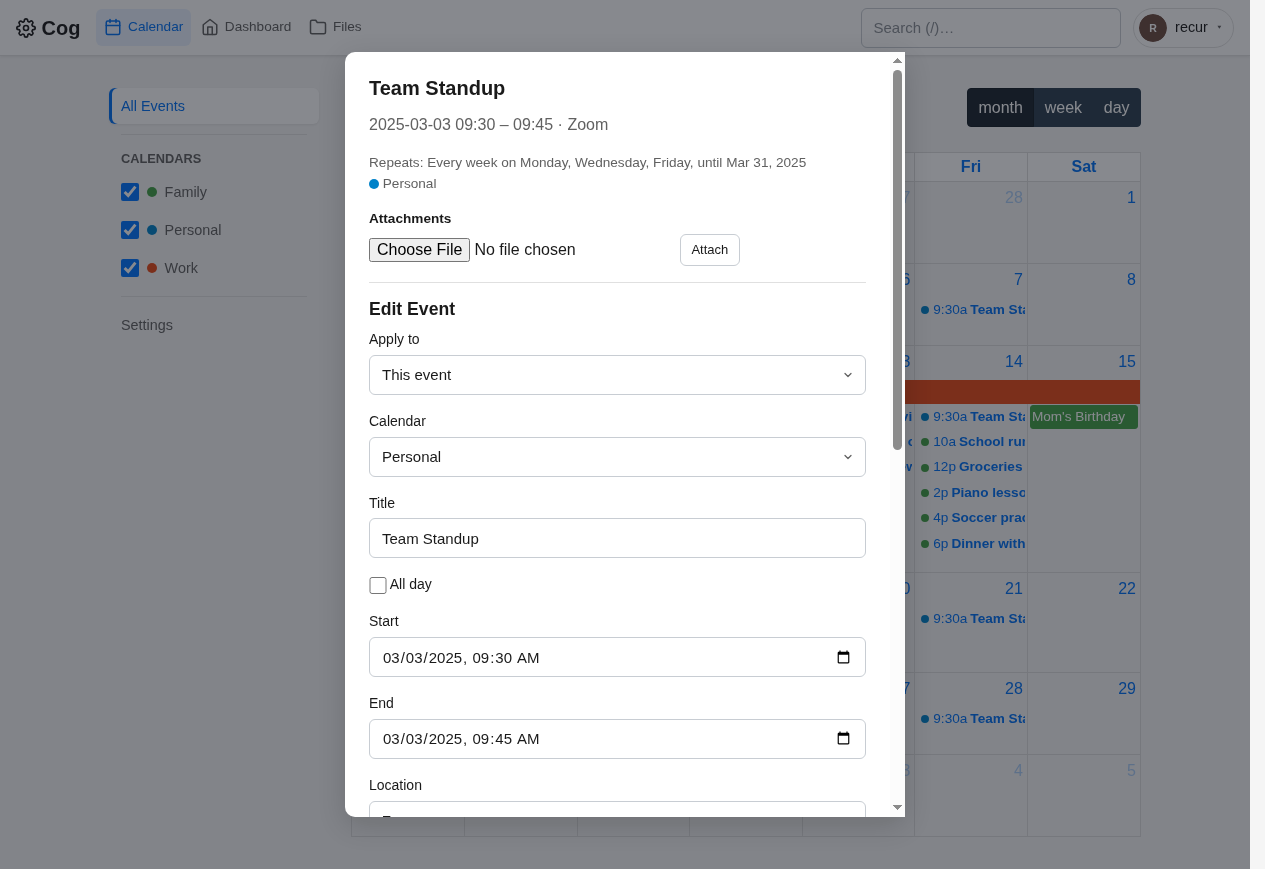 Cog
Calendar
Dashboard
Files
Search (/)…
R
recur
All Events
CALENDARS
Family
Personal
Work
Settings
month
week
day
Team Standup
2025-03-03 09:30 – 09:45 · Zoom
Repeats: Every week on Monday, Wednesday, Friday, until Mar 31, 2025
Personal
Attachments
Choose File No file chosen
Attach
Edit Event
Apply to
This event
Calendar
Personal
Title
Team Standup
All day
Start
03/03/2025, 09:30 AM
End
03/03/2025, 09:45 AM
Location
Fri
Sat
28
1
7
8
9:30a Team Sta
14
15
9:30a Team Sta
Mom's Birthday
10a School run
12p Groceries
2p Piano lesso
4p Soccer prac
6p Dinner with
21
22
9:30a Team Sta
28
29
9:30a Team Sta
4
5